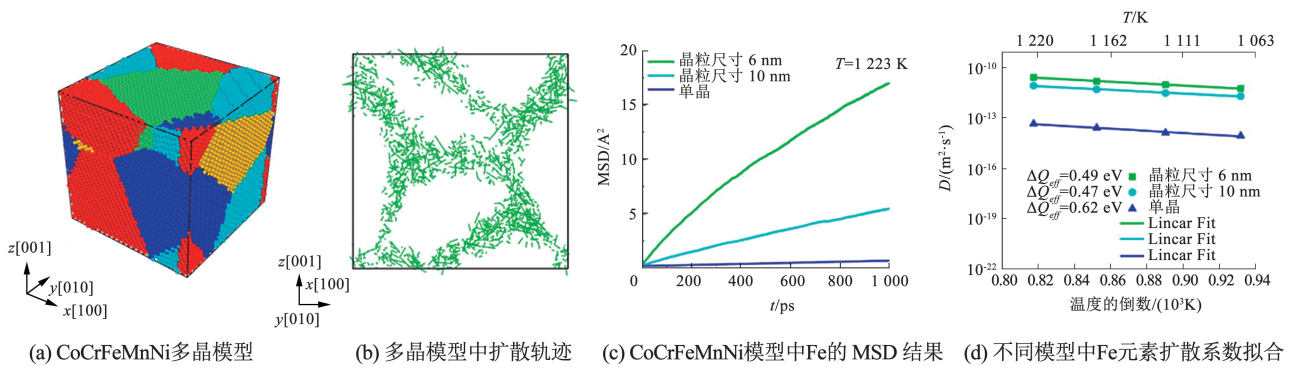 z[001]
y[010]
x[100]
(a) CoCrFeMnNi多晶模型
z[001]
x[100]
y[010]
(b) 多晶模型中扩散轨迹
20
15
10
5
MSD/A²
0
200
400
600
800
1 000
t/ps
晶粒尺寸 6 nm
晶粒尺寸 10 nm
单晶
T=1 223 K
(c) CoCrFeMnNi模型中Fe的 MSD 结果
T/K
1 220
1 162
1 111
1 063
10⁻¹⁰
10⁻¹³
10⁻¹⁶
10⁻¹⁹
10⁻²²
D/(m²·s⁻¹)
ΔQeff=0.49 eV 晶粒尺寸 6 nm
ΔQeff=0.47 eV 晶粒尺寸 10 nm
ΔQeff=0.62 eV 单晶
Lincar Fit
Lincar Fit
Lincar Fit
0.80
0.82
0.84
0.86
0.88
0.90
0.92
0.94
温度的倒数/(10³K)
(d) 不同模型中Fe元素扩散系数拟合